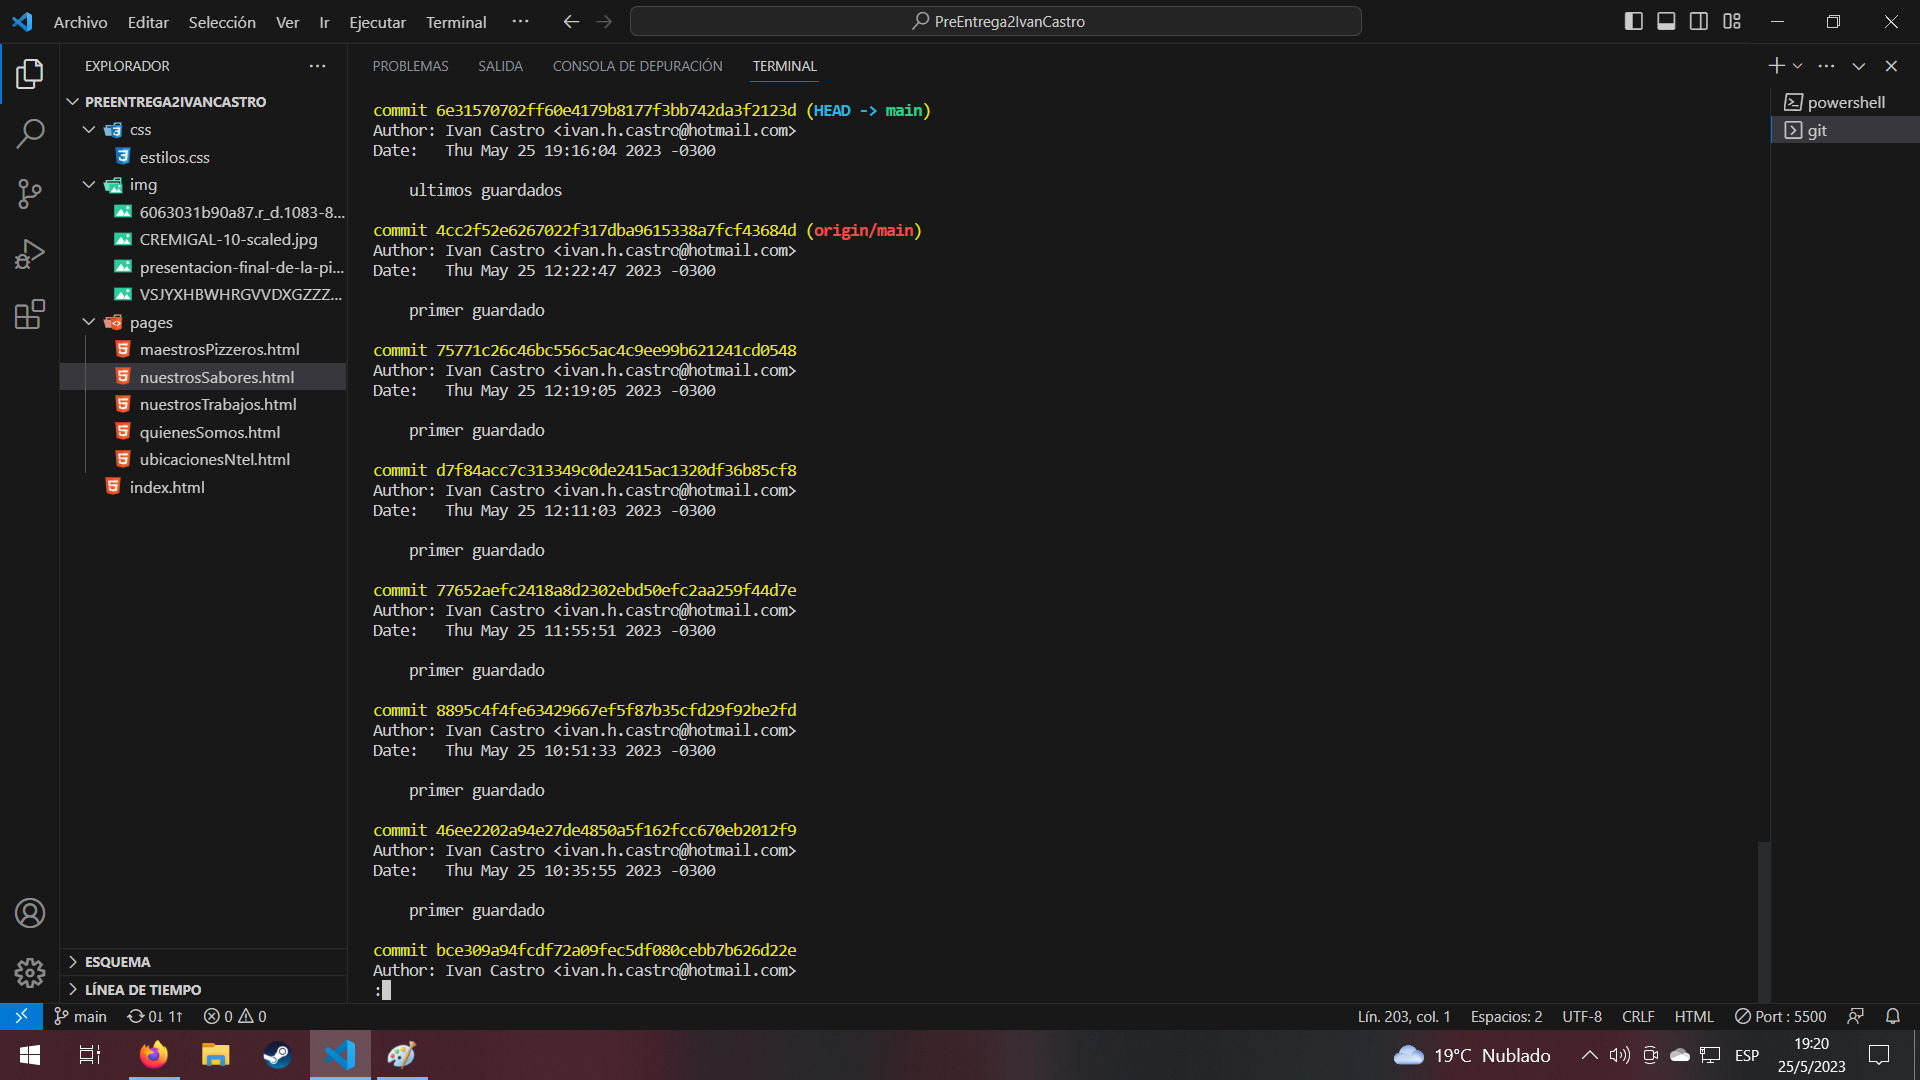 Archivo Editar Selección Ver Ir Ejecutar Terminal ··· PreEntrega2IvanCastro
EXPLORADOR
PREENTREGA2IVANCASTRO
css
estilos.css
img
6063031b90a87.r_d.1083-8...
CREMIGAL-10-scaled.jpg
presentacion-final-de-la-pi...
VSJYXHBWHRGVVDXGZZZ...
pages
maestrosPizzeros.html
nuestrosSabores.html
nuestrosTrabajos.html
quienesSomos.html
ubicacionesNtel.html
index.html
ESQUEMA
LÍNEA DE TIEMPO
PROBLEMAS SALIDA CONSOLA DE DEPURACIÓN TERMINAL
commit 6e31570702ff60e4179b8177f3bb742da3f2123d (HEAD -> main)
Author: Ivan Castro <ivan.h.castro@hotmail.com>
Date:   Thu May 25 19:16:04 2023 -0300
ultimos guardados
commit 4cc2f52e6267022f317dba9615338a7fcf43684d (origin/main)
Author: Ivan Castro <ivan.h.castro@hotmail.com>
Date:   Thu May 25 12:22:47 2023 -0300
primer guardado
commit 75771c26c46bc556c5ac4c9ee99b621241cd0548
Author: Ivan Castro <ivan.h.castro@hotmail.com>
Date:   Thu May 25 12:19:05 2023 -0300
primer guardado
commit d7f84acc7c313349c0de2415ac1320df36b85cf8
Author: Ivan Castro <ivan.h.castro@hotmail.com>
Date:   Thu May 25 12:11:03 2023 -0300
primer guardado
commit 77652aefc2418a8d2302ebd50efc2aa259f44d7e
Author: Ivan Castro <ivan.h.castro@hotmail.com>
Date:   Thu May 25 11:55:51 2023 -0300
primer guardado
commit 8895c4f4fe63429667ef5f87b35cfd29f92be2fd
Author: Ivan Castro <ivan.h.castro@hotmail.com>
Date:   Thu May 25 10:51:33 2023 -0300
primer guardado
commit 46ee2202a94e27de4850a5f162fcc670eb2012f9
Author: Ivan Castro <ivan.h.castro@hotmail.com>
Date:   Thu May 25 10:35:55 2023 -0300
primer guardado
commit bce309a94fcdf72a09fec5df080cebb7b626d22e
Author: Ivan Castro <ivan.h.castro@hotmail.com>
:
powershell
git
main 0↓ 1↑ 0 0 Lín. 203, col. 1 Espacios: 2 UTF-8 CRLF HTML Port : 5500
19°C Nublado ESP 19:20
25/5/2023